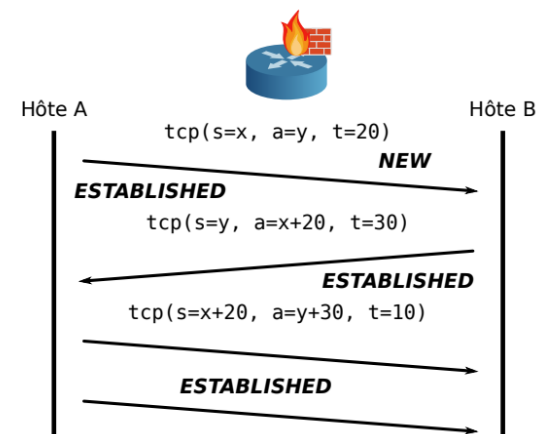 Hôte A
Hôte B
tcp(s=x, a=y, t=20)
NEW
ESTABLISHED
tcp(s=y, a=x+20, t=30)
ESTABLISHED
tcp(s=x+20, a=y+30, t=10)
ESTABLISHED